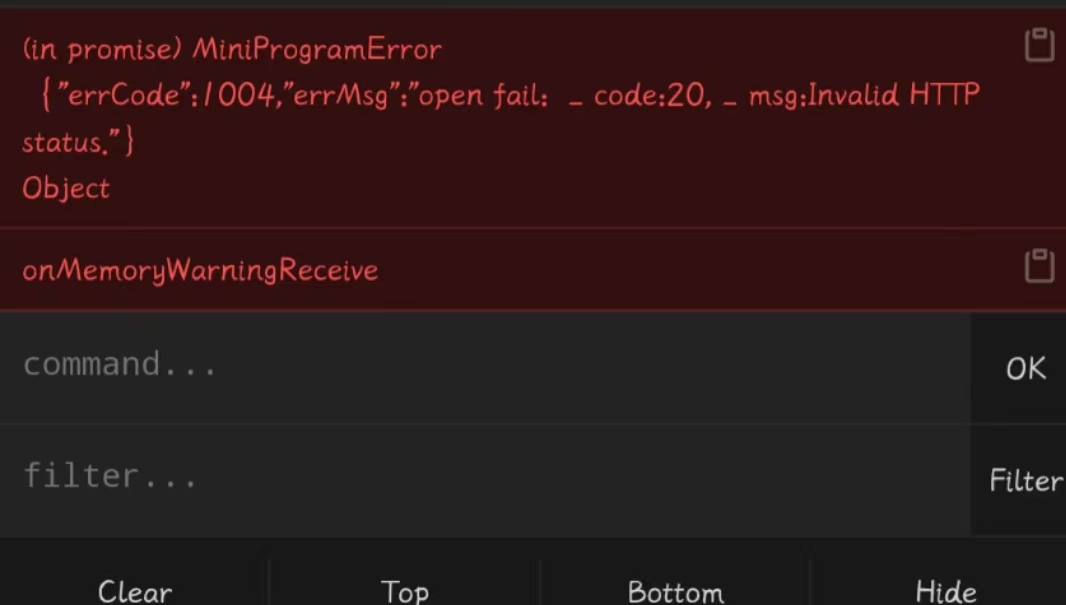 (in promise) MiniProgramError
{"errCode":1004,"errMsg":"open fail: _ code:20, _ msg:Invalid HTTP
status."}
Object
onMemoryWarningReceive
command...
OK
filter...
Filter
Clear
Top
Bottom
Hide